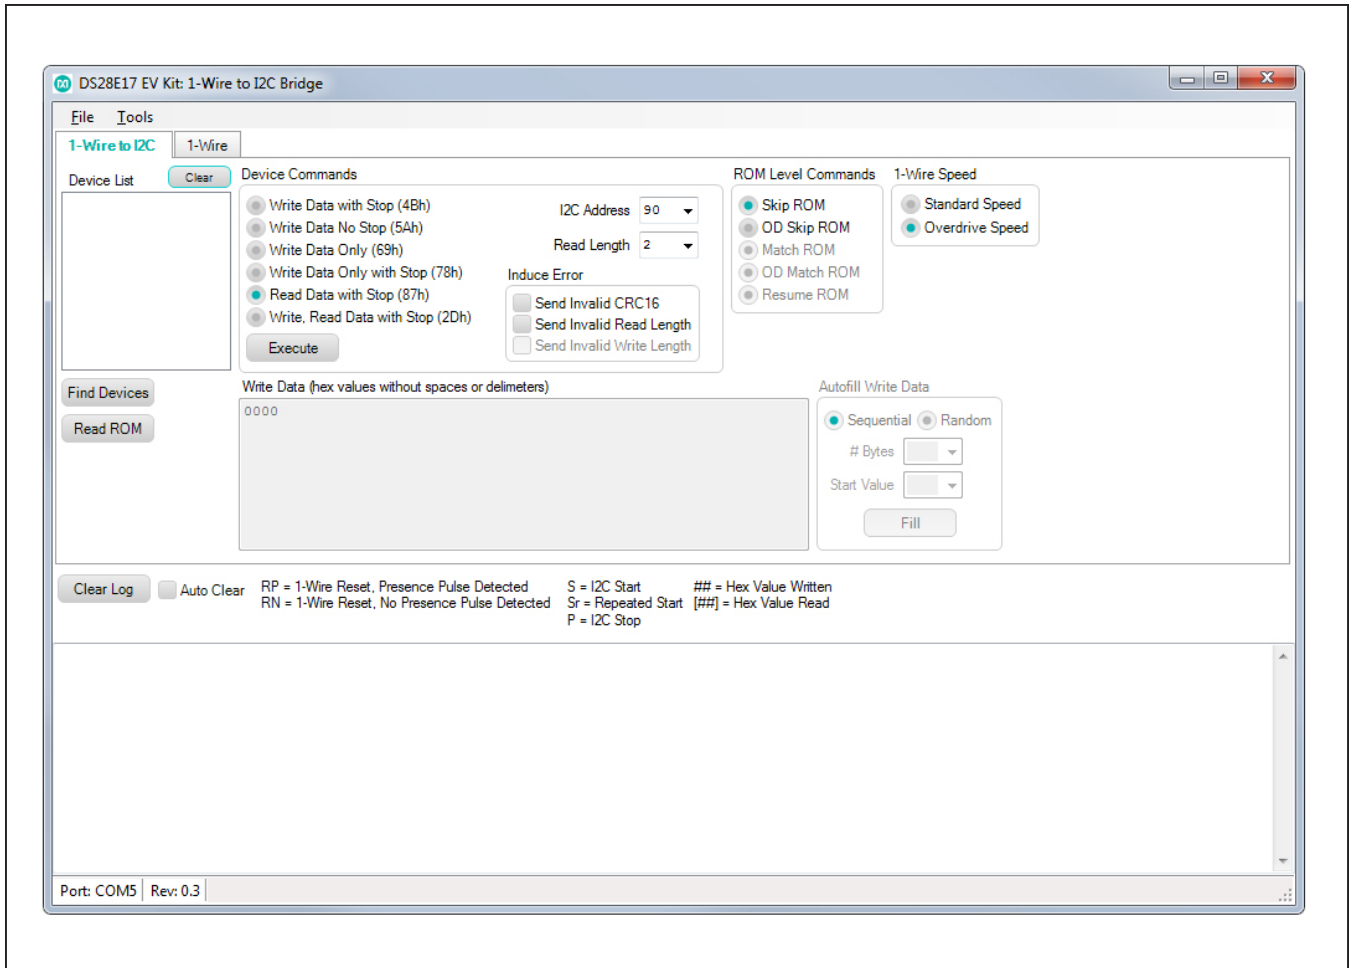 DS28E17 EV Kit: 1-Wire to I2C Bridge
File Tools
1-Wire to I2C 1-Wire
Device List Clear
Find Devices
Read ROM
Device Commands
Write Data with Stop (4Bh)
Write Data No Stop (5Ah)
Write Data Only (69h)
Write Data Only with Stop (78h)
Read Data with Stop (87h)
Write, Read Data with Stop (2Dh)
Execute
I2C Address 90
Read Length 2
Induce Error
Send Invalid CRC16
Send Invalid Read Length
Send Invalid Write Length
ROM Level Commands
Skip ROM
OD Skip ROM
Match ROM
OD Match ROM
Resume ROM
1-Wire Speed
Standard Speed
Overdrive Speed
Write Data (hex values without spaces or delimeters)
0000
Autofill Write Data
Sequential Random
# Bytes
Start Value
Fill
Clear Log Auto Clear
RP = 1-Wire Reset, Presence Pulse Detected
RN = 1-Wire Reset, No Presence Pulse Detected
S = I2C Start
Sr = Repeated Start
P = I2C Stop
## = Hex Value Written
[##] = Hex Value Read
Port: COM5 Rev: 0.3